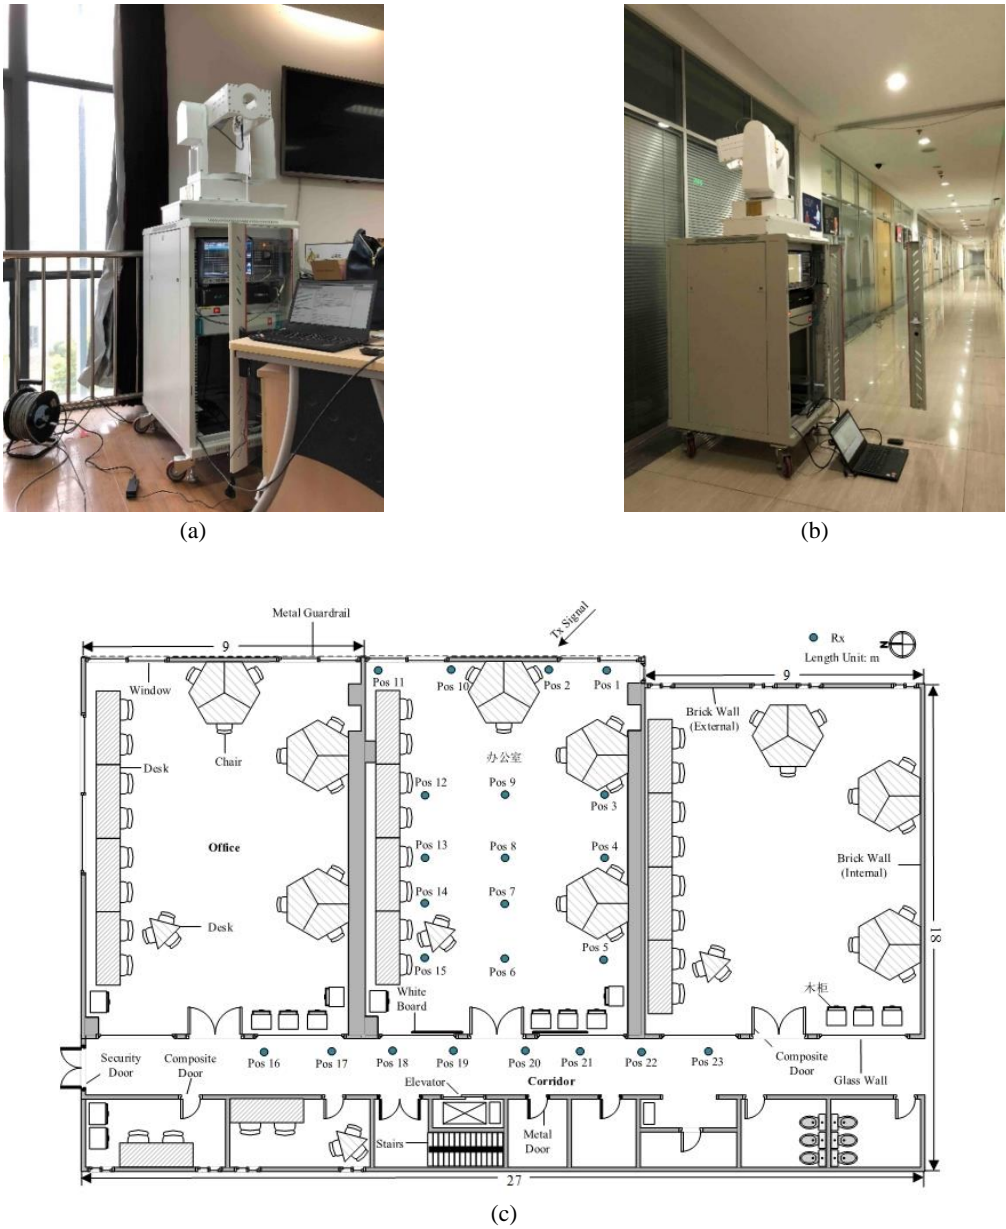 (a)
(b)
Metal Guardrail
Tx Signal
Rx
Length Unit: m
N
9
9
Window
Pos 11
Pos 10
Pos 2
Pos 1
Brick Wall
(External)
Chair
Desk
办公室
Pos 12
Pos 9
Pos 3
Office
Pos 13
Pos 8
Pos 4
Brick Wall
(Internal)
Pos 14
Pos 7
Desk
18
Pos 15
Pos 6
Pos 5
White
Board
木柜
Security
Door
Composite
Door
Pos 16
Pos 17
Pos 18
Pos 19
Pos 20
Pos 21
Pos 22
Pos 23
Composite
Door
Elevator
Corridor
Glass Wall
Stairs
Metal
Door
27
(c)